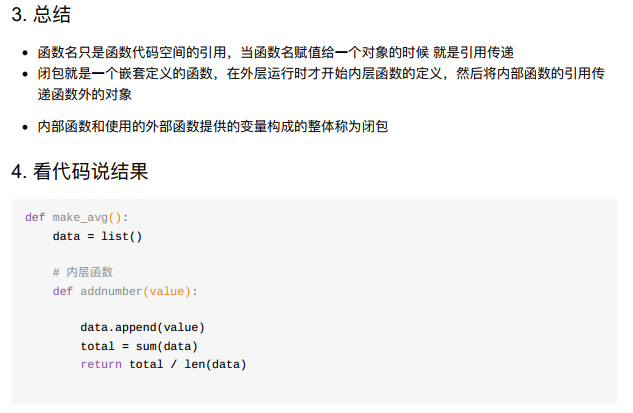 3. 总结
• 函数名只是函数代码空间的引用，当函数名赋值给一个对象的时候 就是引用传递
• 闭包就是一个嵌套定义的函数，在外层运行时才开始内层函数的定义，然后将内部函数的引用传
递函数外的对象
• 内部函数和使用的外部函数提供的变量构成的整体称为闭包
4. 看代码说结果
def make_avg():
    data = list()
    # 内层函数
    def addnumber(value):
        data.append(value)
        total = sum(data)
        return total / len(data)